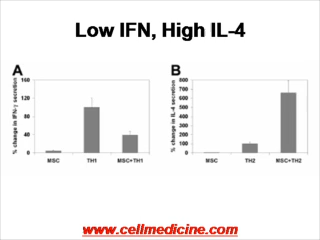 Low IFN, High IL-4
A
B
% change in IFN-γ secretion
160
120
80
40
0
MSC
TH1
MSC+TH1
% change in IL-4 secretion
800
700
600
500
400
300
200
100
0
MSC
TH2
MSC+TH2
www.cellmedicine.com